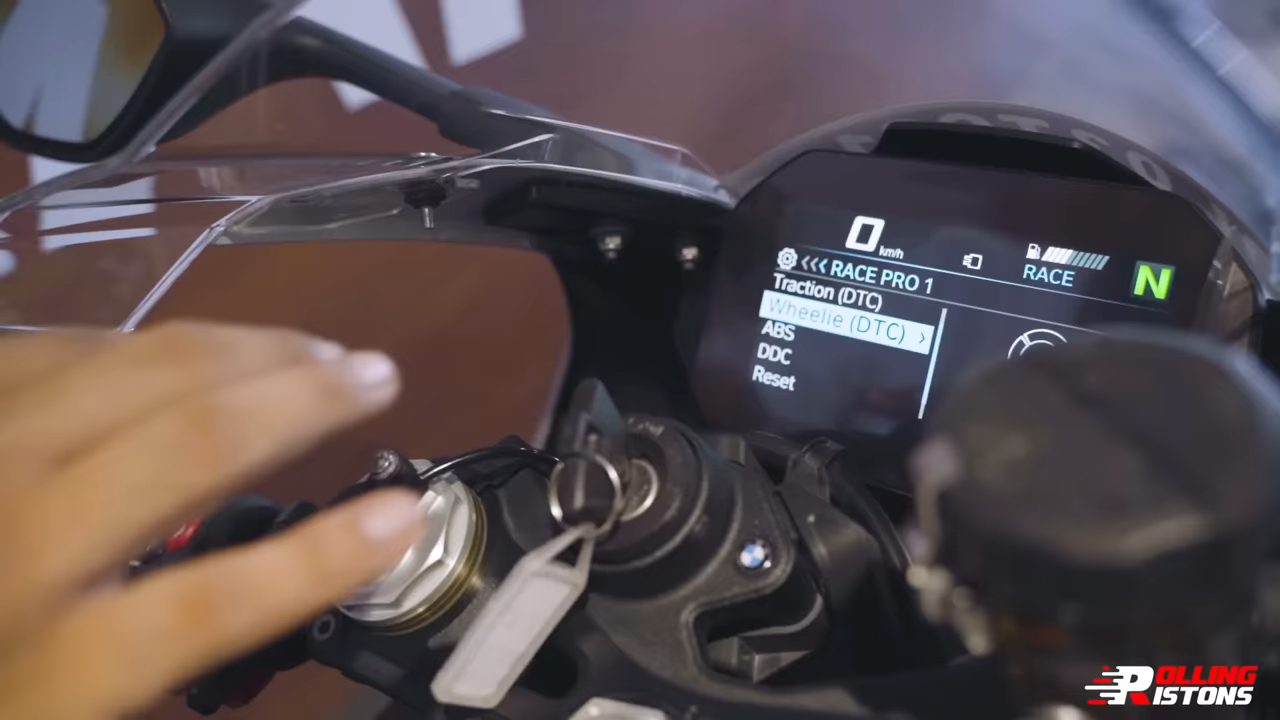 0 km/h
RACE
N
<<< RACE PRO 1
Traction (DTC)
Wheelie (DTC) >
ABS
DDC
Reset
ROLLING
PISTONS